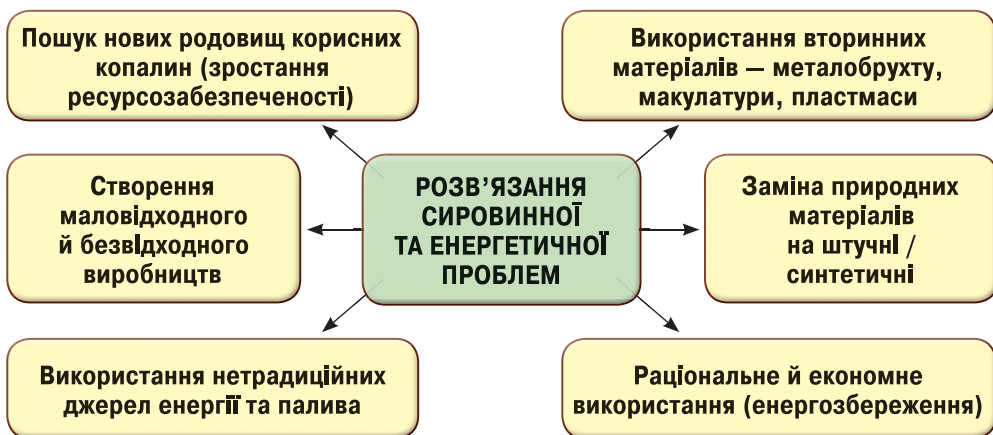 Пошук нових родовищ корисних
копалин (зростання
ресурсозабезпеченості)
Використання вторинних
матеріалів — металобрухту,
макулатури, пластмаси
Створення
маловідходного
й безвідходного
виробництв
РОЗВ’ЯЗАННЯ
СИРОВИННОЇ
ТА ЕНЕРГЕТИЧНОЇ
ПРОБЛЕМ
Заміна природних
матеріалів
на штучні /
синтетичні
Використання нетрадиційних
джерел енергії та палива
Раціональне й економне
використання (енергозбереження)